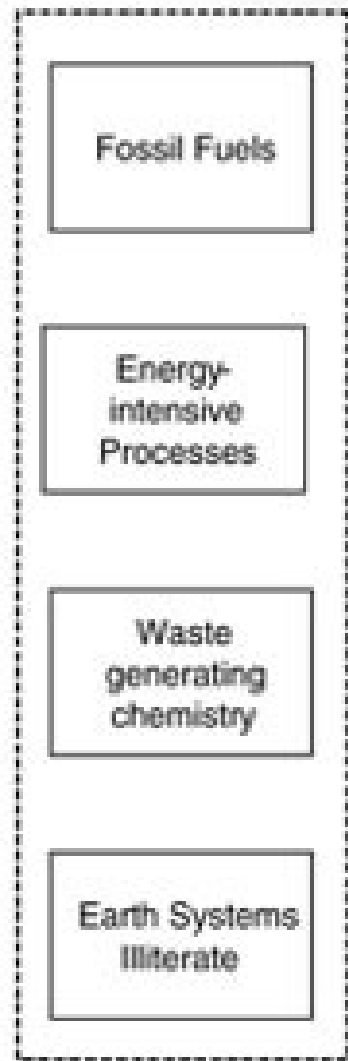 Fossil Fuels
Energy-
intensive
Processes
Waste
generating
chemistry
Earth Systems
Illiterate